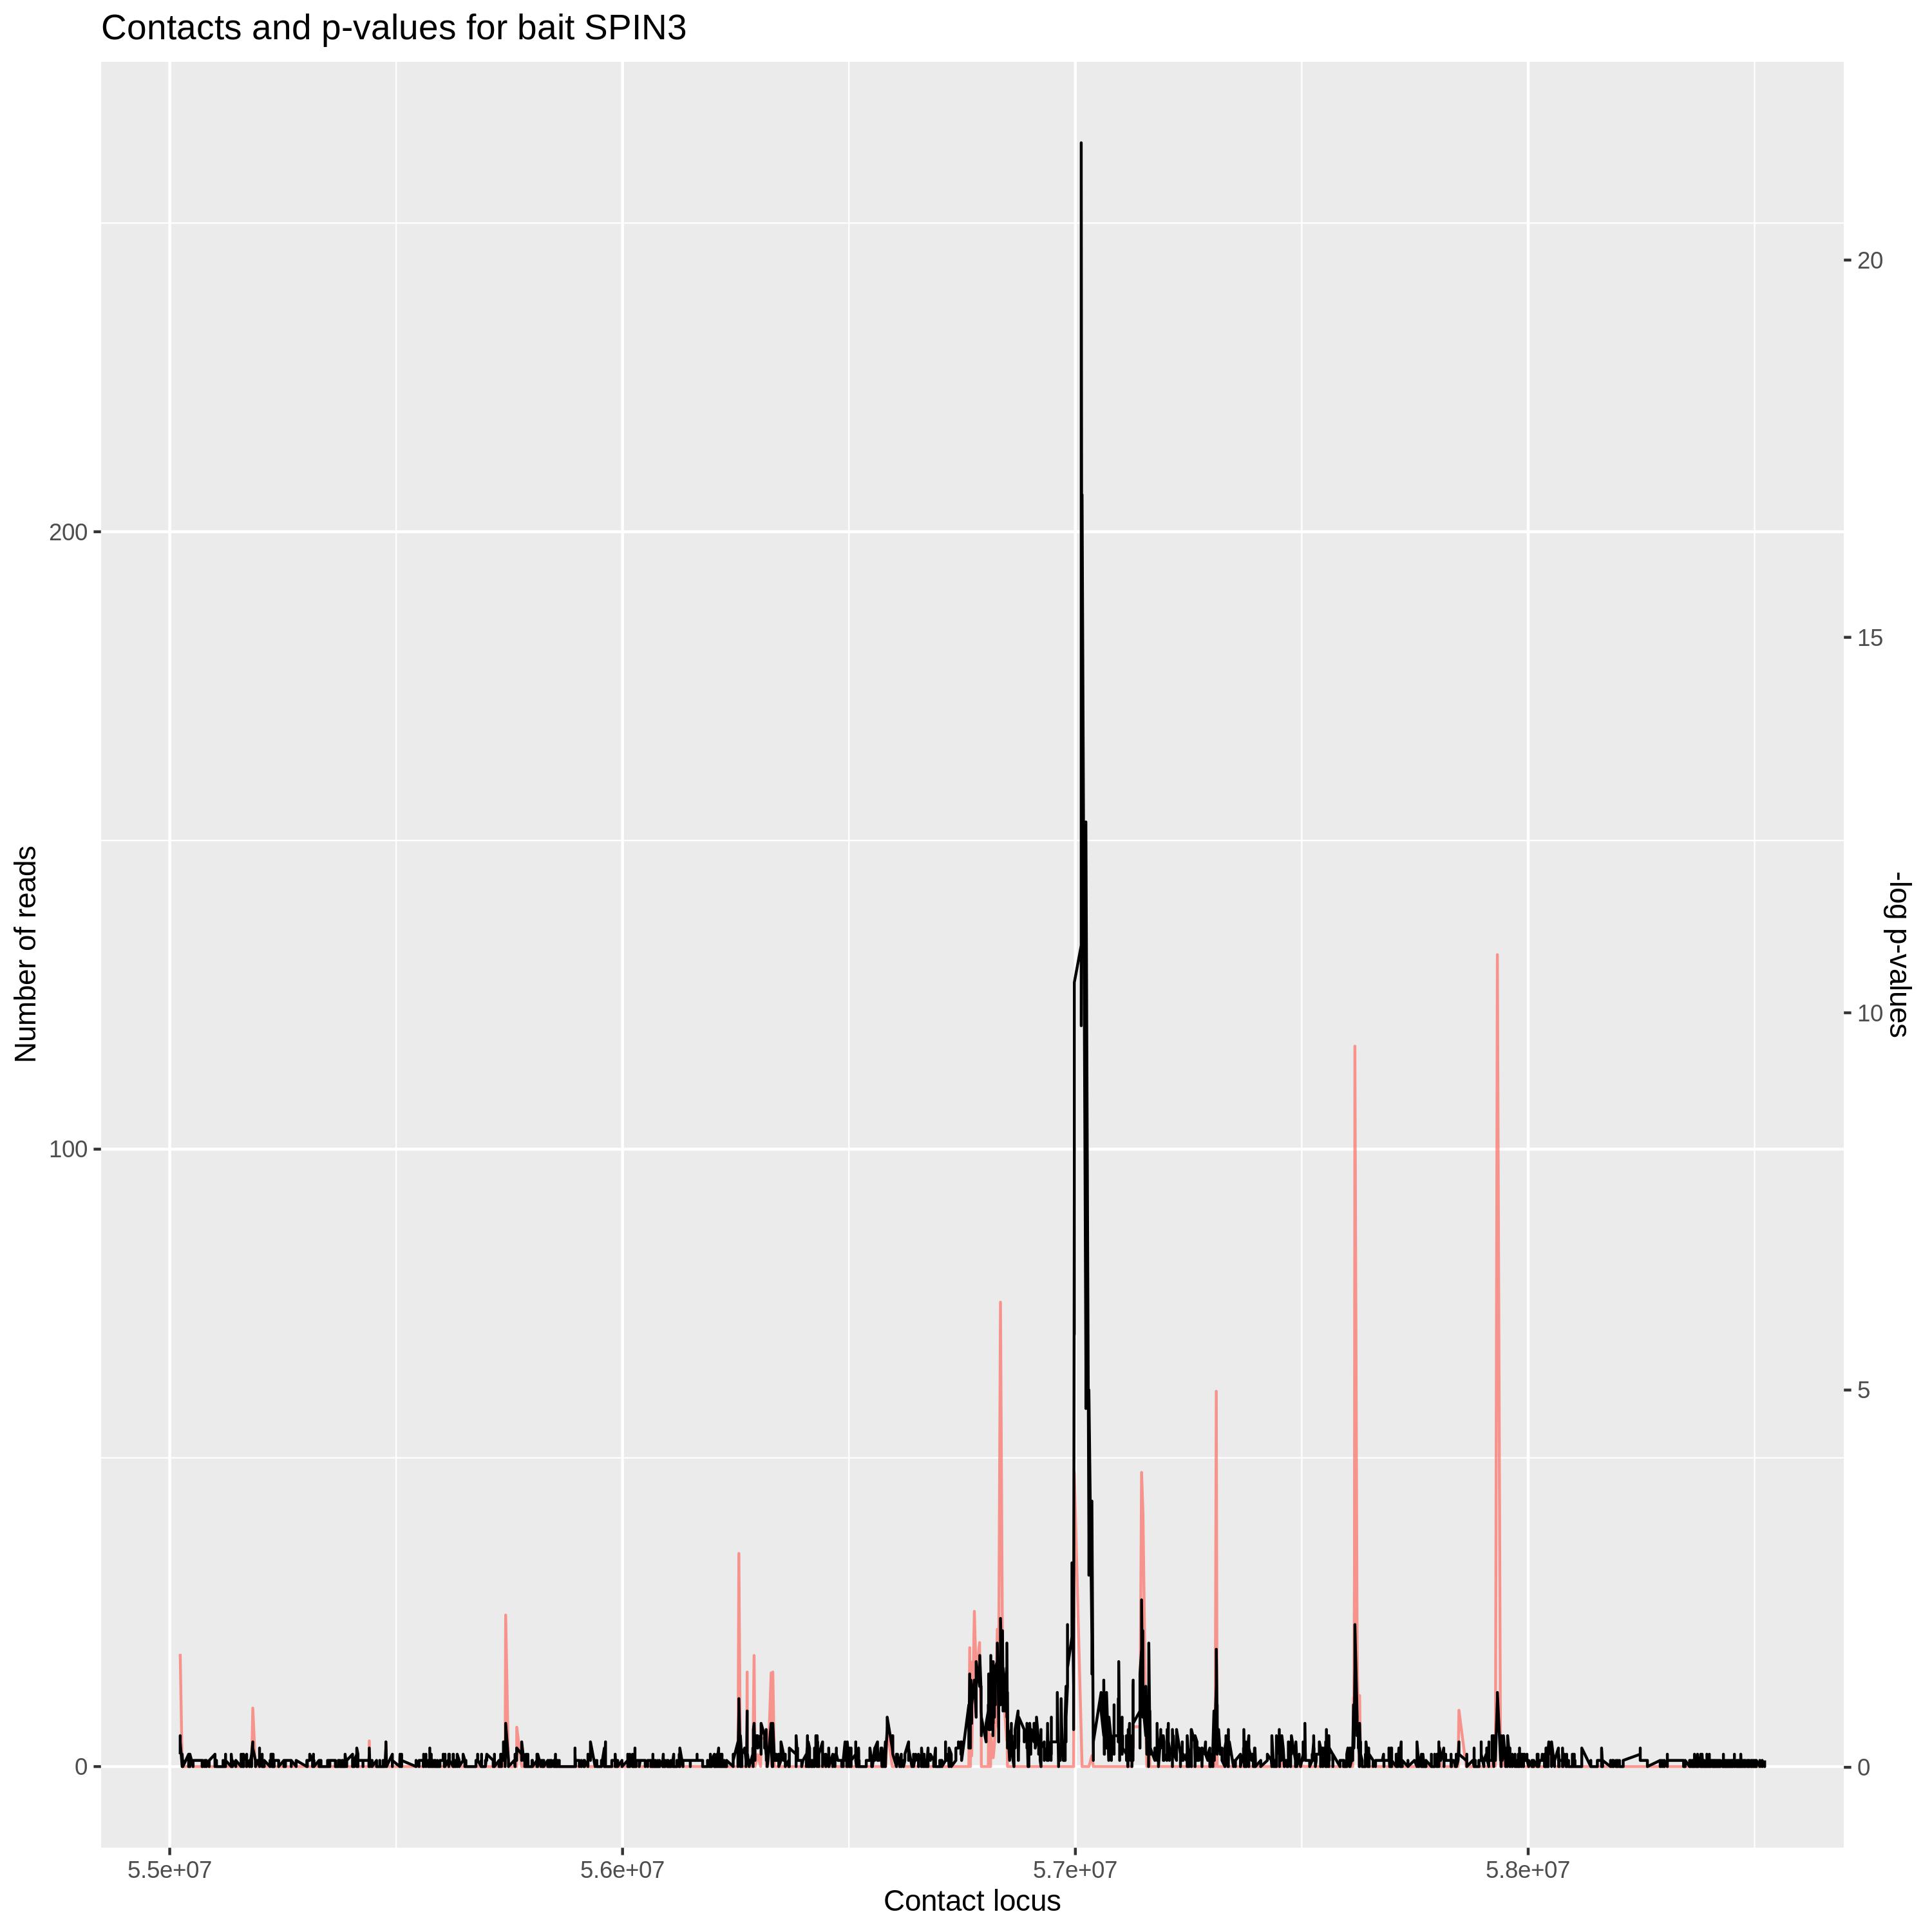 Contacts and p-values for bait SPIN3
Number of reads
200
100
0
20
15
10
5
0
-log p-values
5.5e+07
5.6e+07
5.7e+07
5.8e+07
Contact locus